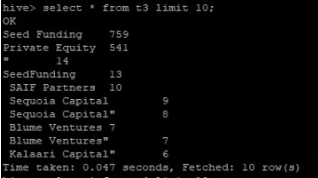 hive> select * from t3 limit 10;
OK
Seed Funding    759
Private Equity  541
"       14
SeedFunding     13
 SAIF Partners  10
 Sequoia Capital        9
 Sequoia Capital"       8
 Blume Ventures 7
 Blume Ventures"        7
 Kalaari Capital"       6
Time taken: 0.047 seconds, Fetched: 10 row(s)